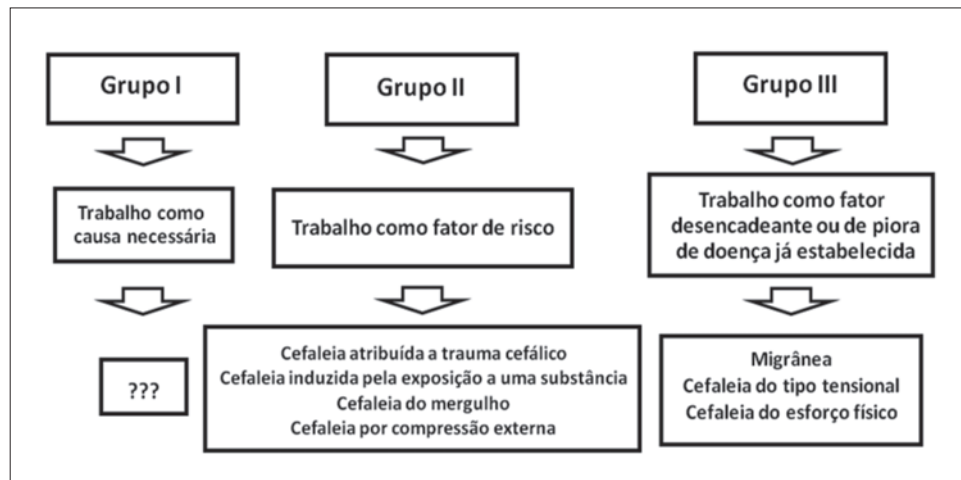 Grupo I
Trabalho como
causa necessária
???
Grupo II
Trabalho como fator de risco
Cefaleia atribuída a trauma cefálico
Cefaleia induzida pela exposição a uma substância
Cefaleia do mergulho
Cefaleia por compressão externa
Grupo III
Trabalho como fator
desencadeante ou de piora
de doença já estabelecida
Migrânea
Cefaleia do tipo tensional
Cefaleia do esforço físico